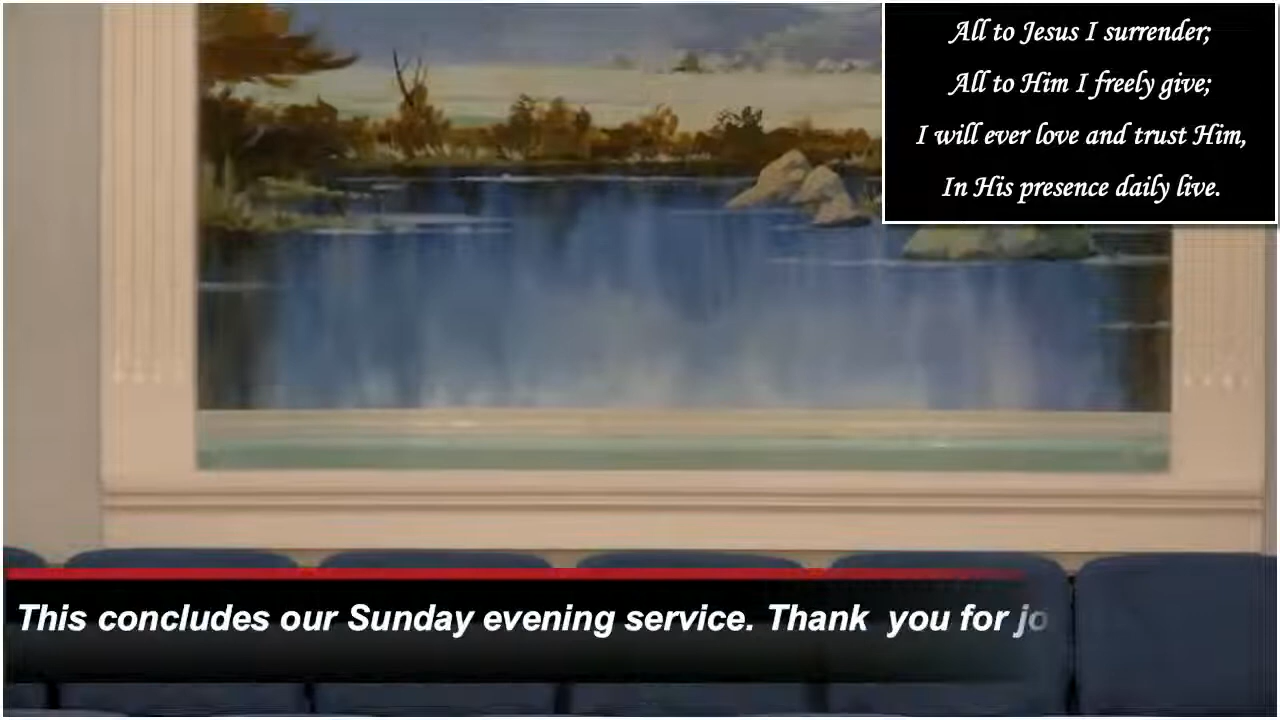 All to Jesus I surrender;
All to Him I freely give;
I will ever love and trust Him,
In His presence daily live.
This concludes our Sunday evening service. Thank you for jo